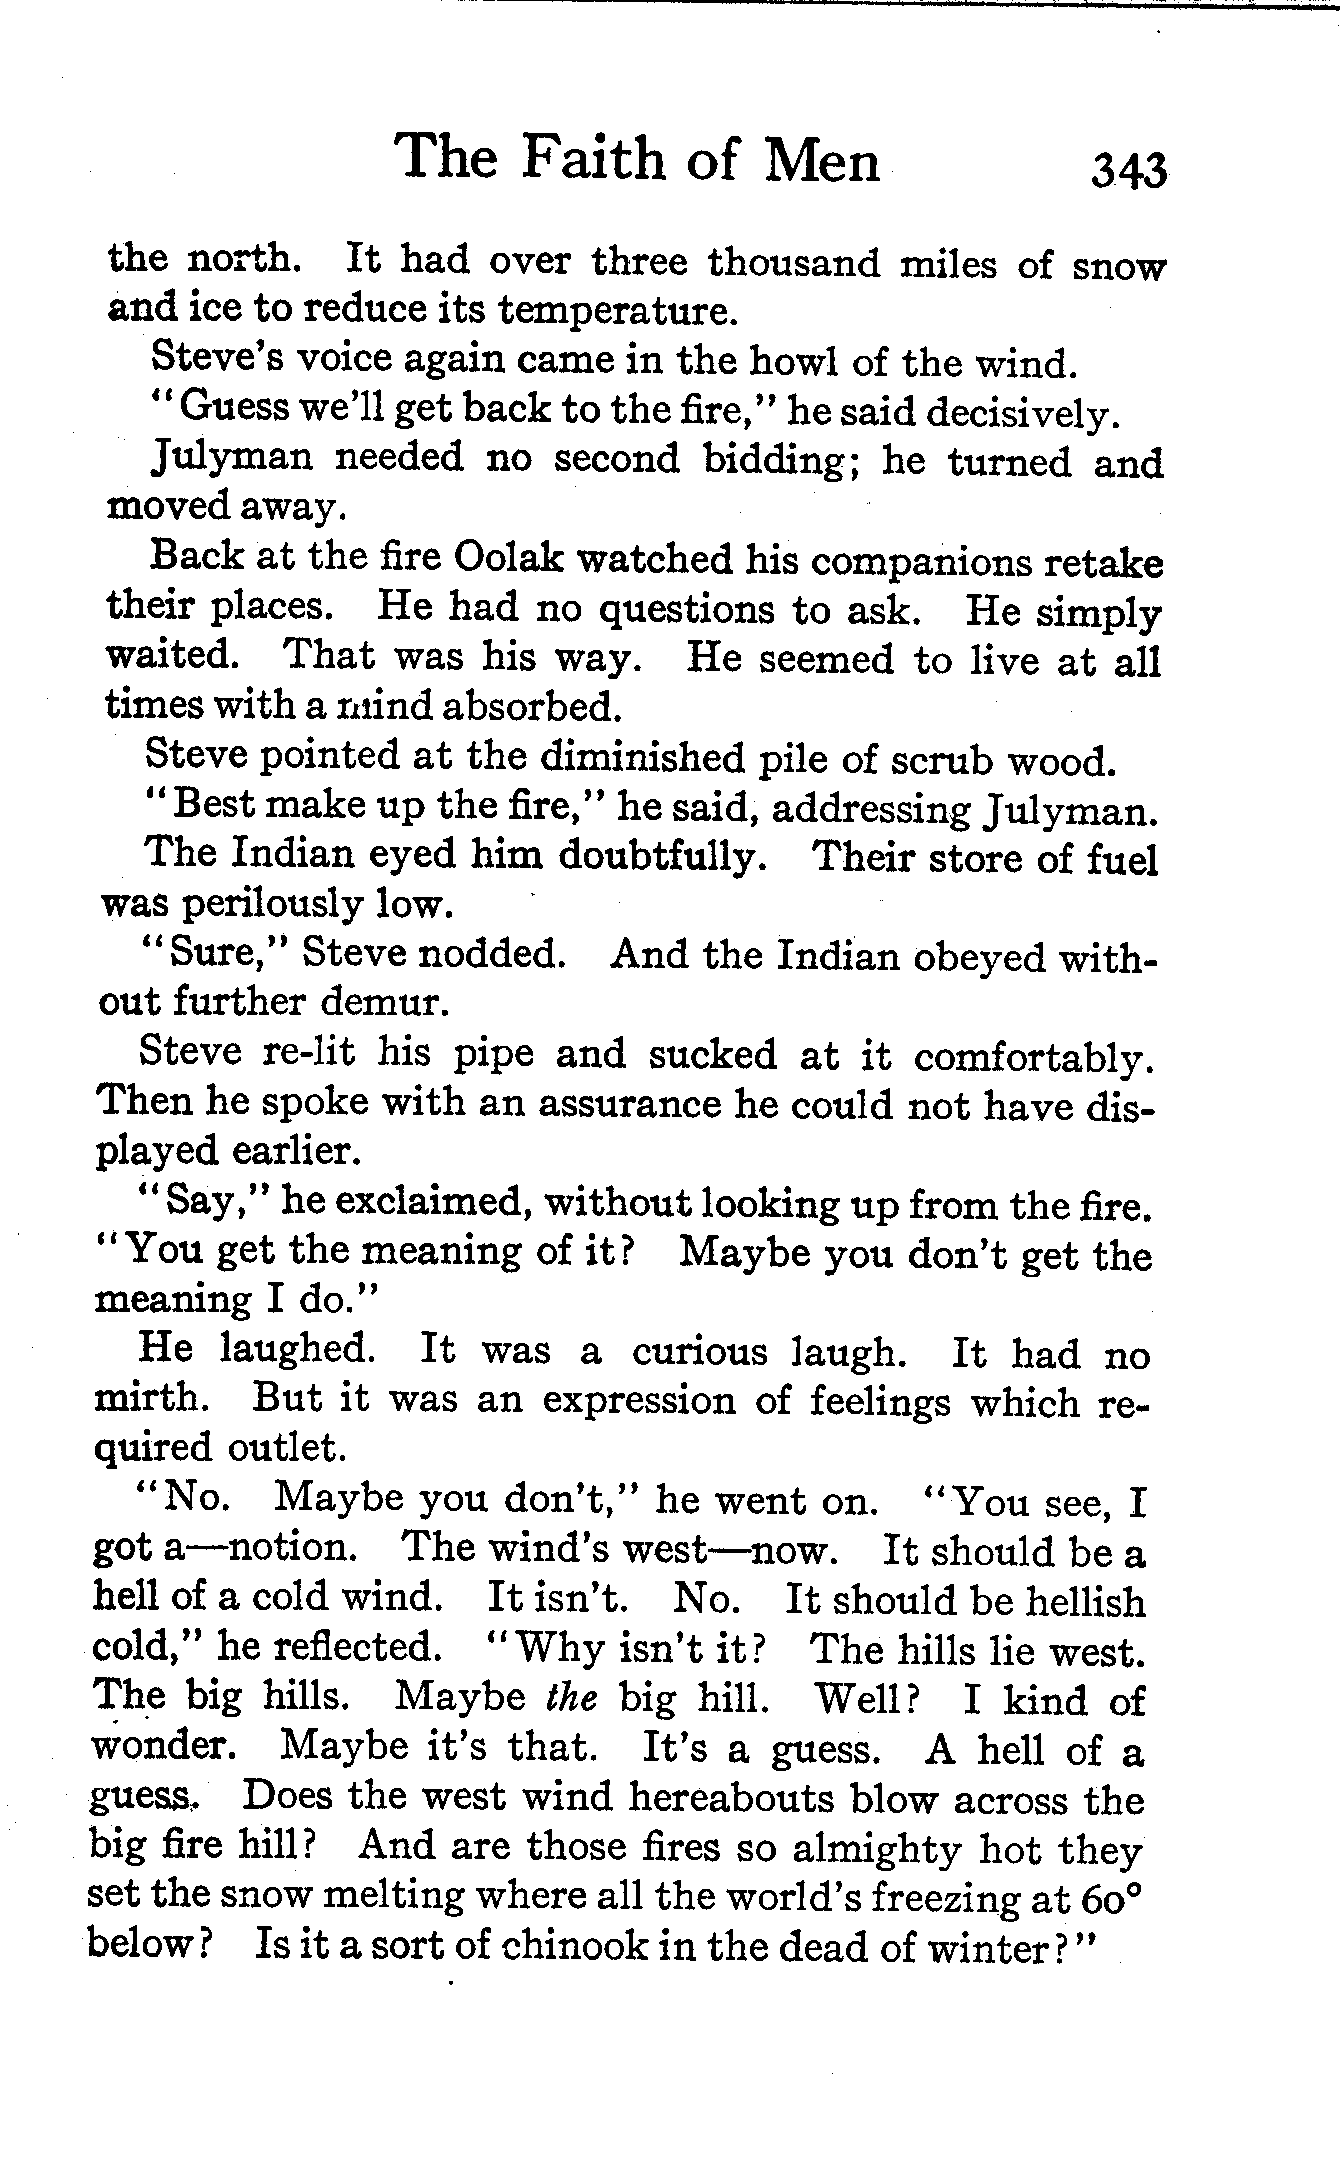 The Faith of Men 343
the north. It had over three thousand miles of snow
and ice to reduce its temperature.
Steve's voice again came in the howl of the wind.
"Guess we'll get back to the fire," he said decisively.
Julyman needed no second bidding; he turned and
moved away.
Back at the fire Oolak watched his companions retake
their places. He had no questions to ask. He simply
waited. That was his way. He seemed to live at all
times with a mind absorbed.
Steve pointed at the diminished pile of scrub wood.
"Best make up the fire," he said, addressing Julyman.
The Indian eyed him doubtfully. Their store of fuel
was perilously low.
"Sure," Steve nodded. And the Indian obeyed with-
out further demur.
Steve re-lit his pipe and sucked at it comfortably.
Then he spoke with an assurance he could not have dis-
played earlier.
"Say," he exclaimed, without looking up from the fire.
"You get the meaning of it? Maybe you don't get the
meaning I do."
He laughed. It was a curious laugh. It had no
mirth. But it was an expression of feelings which re-
quired outlet.
"No. Maybe you don't," he went on. "You see, I
got a—notion. The wind's west—now. It should be a
hell of a cold wind. It isn't. No. It should be hellish
cold," he reflected. "Why isn't it? The hills lie west.
The big hills. Maybe the big hill. Well? I kind of
wonder. Maybe it's that. It's a guess. A hell of a
guess. Does the west wind hereabouts blow across the
big fire hill? And are those fires so almighty hot they
set the snow melting where all the world's freezing at 60°
below? Is it a sort of chinook in the dead of winter?"